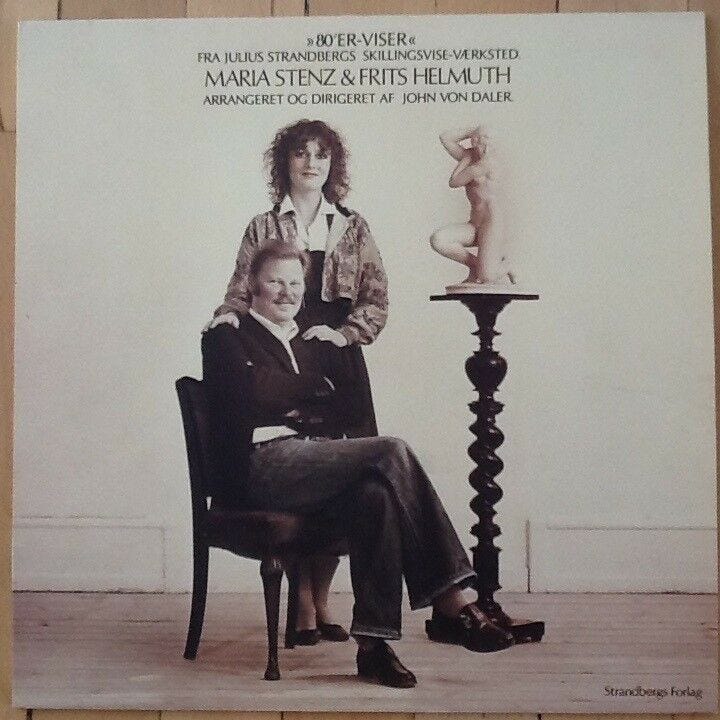 »80'ER-VISER«
FRA JULIUS STRANDBERGS SKILLINGSVISE-VÆRKSTED.
MARIA STENZ & FRITS HELMUTH
ARRANGERET OG DIRIGERET AF JOHN VON DALER.
Strandbergs Forlag